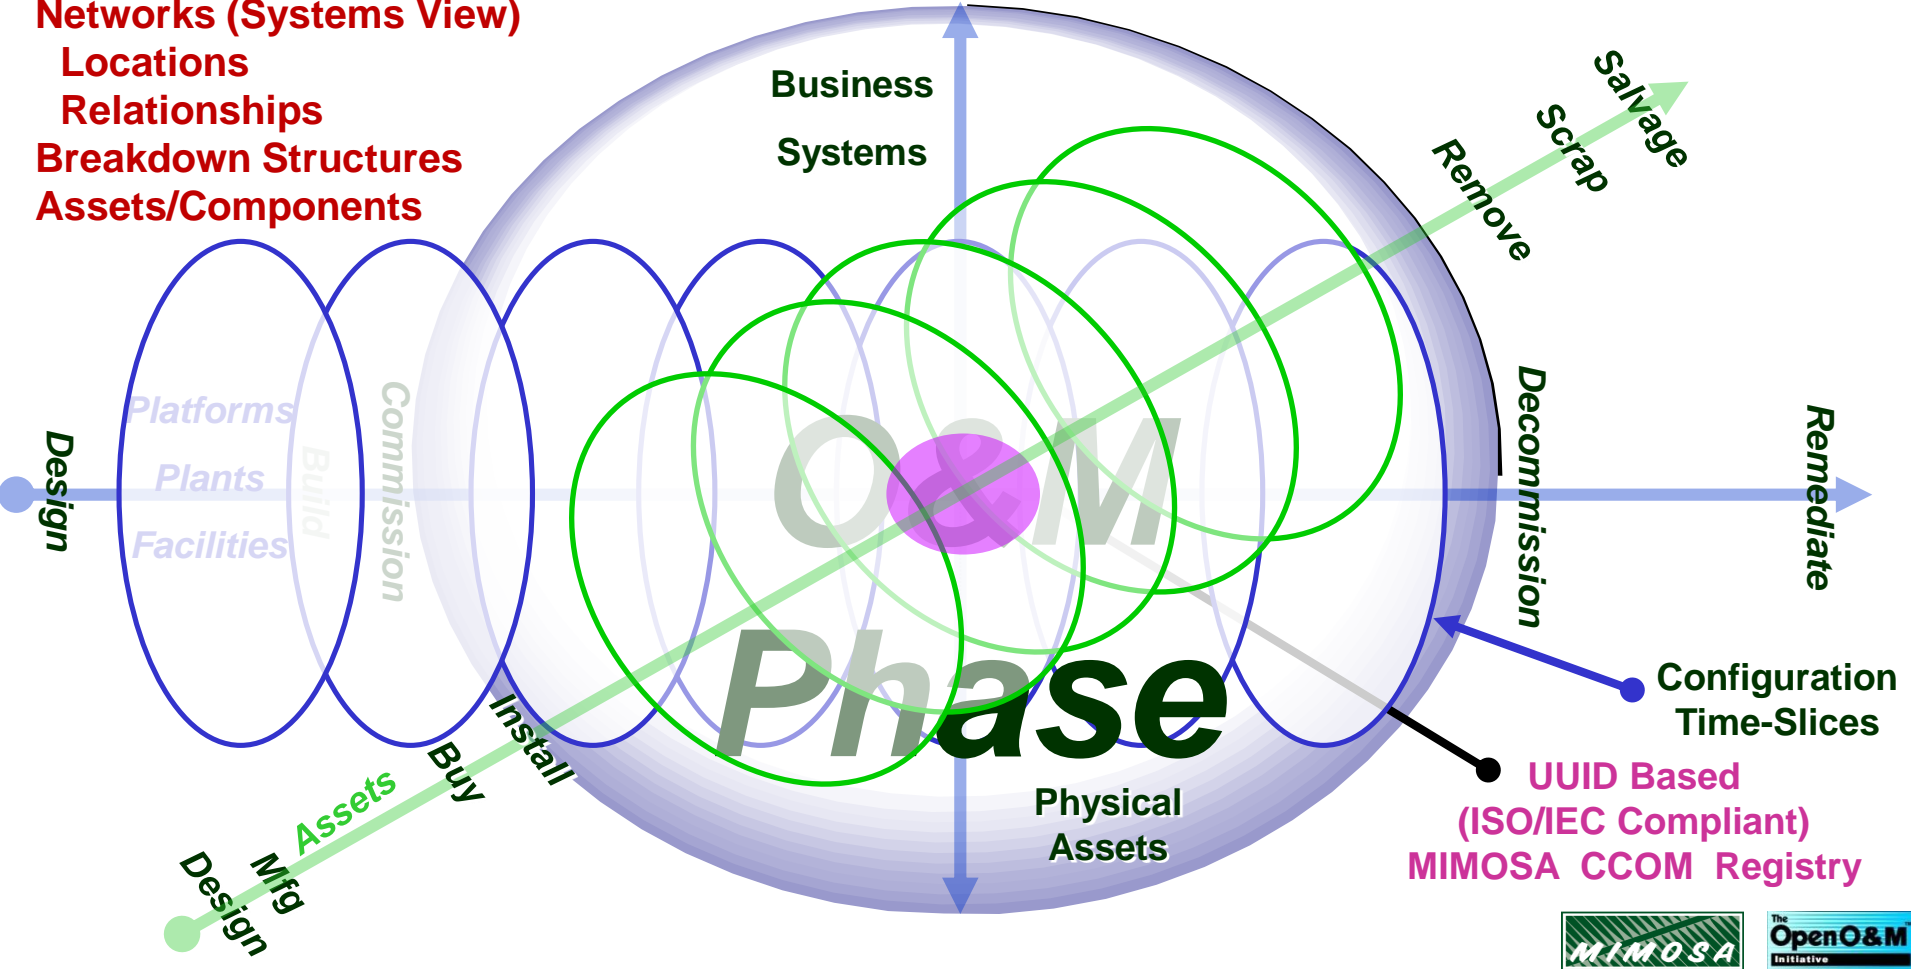 Networks (Systems View)
Locations
Relationships
Breakdown Structures
Assets/Components
Business
Systems
Salvage
Scrap
Remove
Platforms
Plants
Facilities
Design
Build
Commission
O&M
Phase
Decommission
Remediate
Install
Buy
Assets
Mfg
Design
Physical
Assets
Configuration
Time-Slices
UUID Based
(ISO/IEC Compliant)
MIMOSA CCOM Registry
MIMOSA
The
OpenO&M™
Initiative